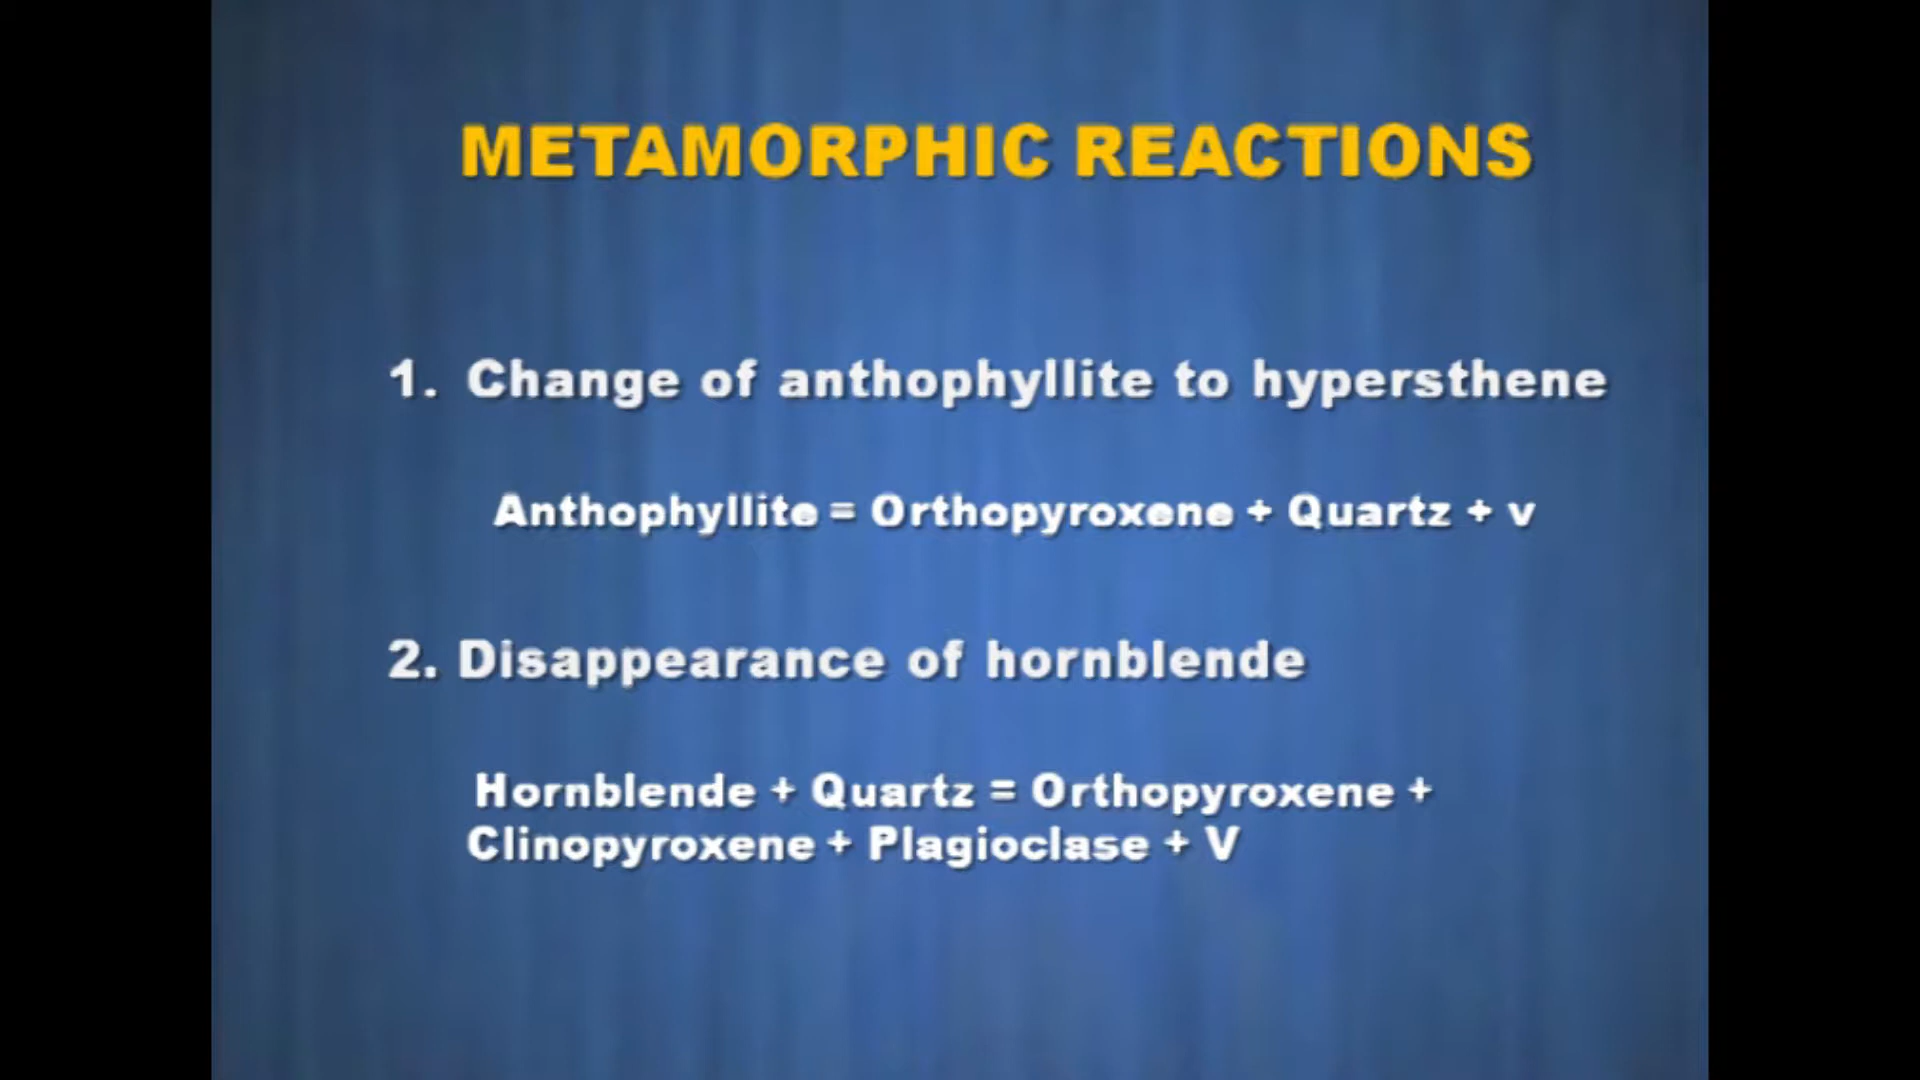 METAMORPHIC REACTIONS
1. Change of anthophyllite to hypersthene
Anthophyllite = Orthopyroxene + Quartz + v
2. Disappearance of hornblende
Hornblende + Quartz = Orthopyroxene +
Clinopyroxene + Plagioclase + V